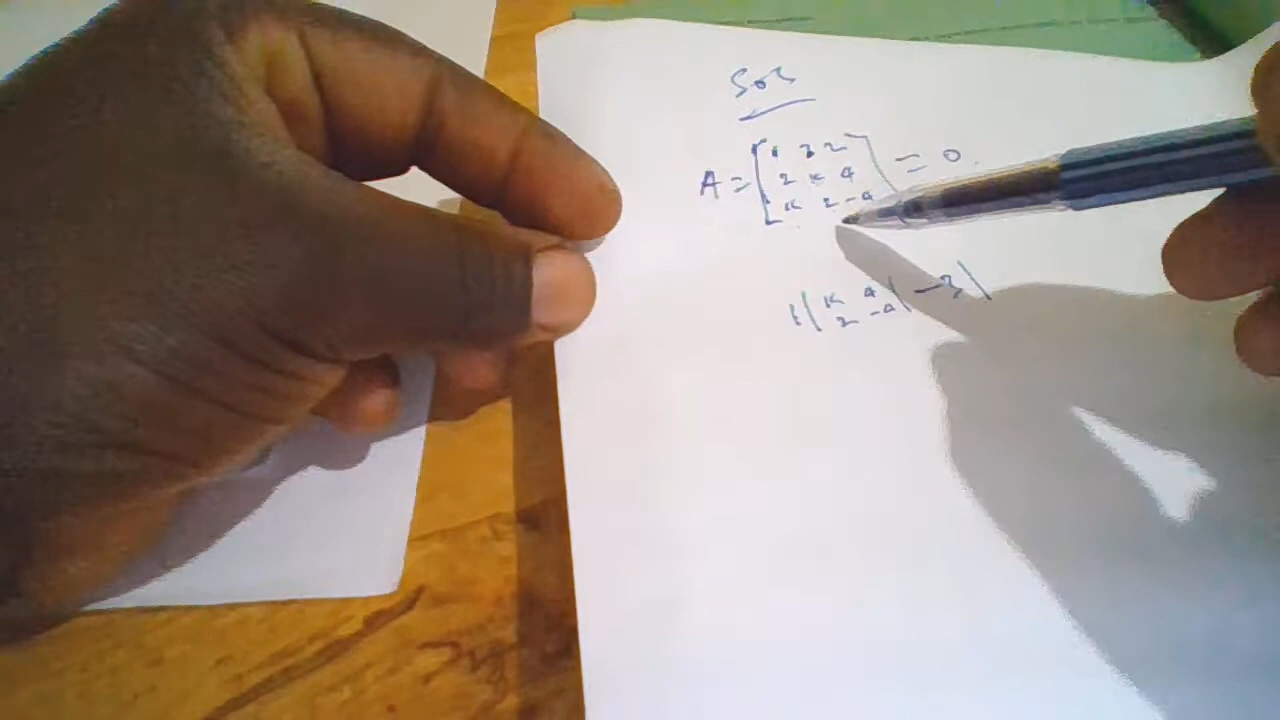 Sol
A = [1 3 2
2 k 4
k 2 -4] = 0
1|k 4
2 -4| -3|